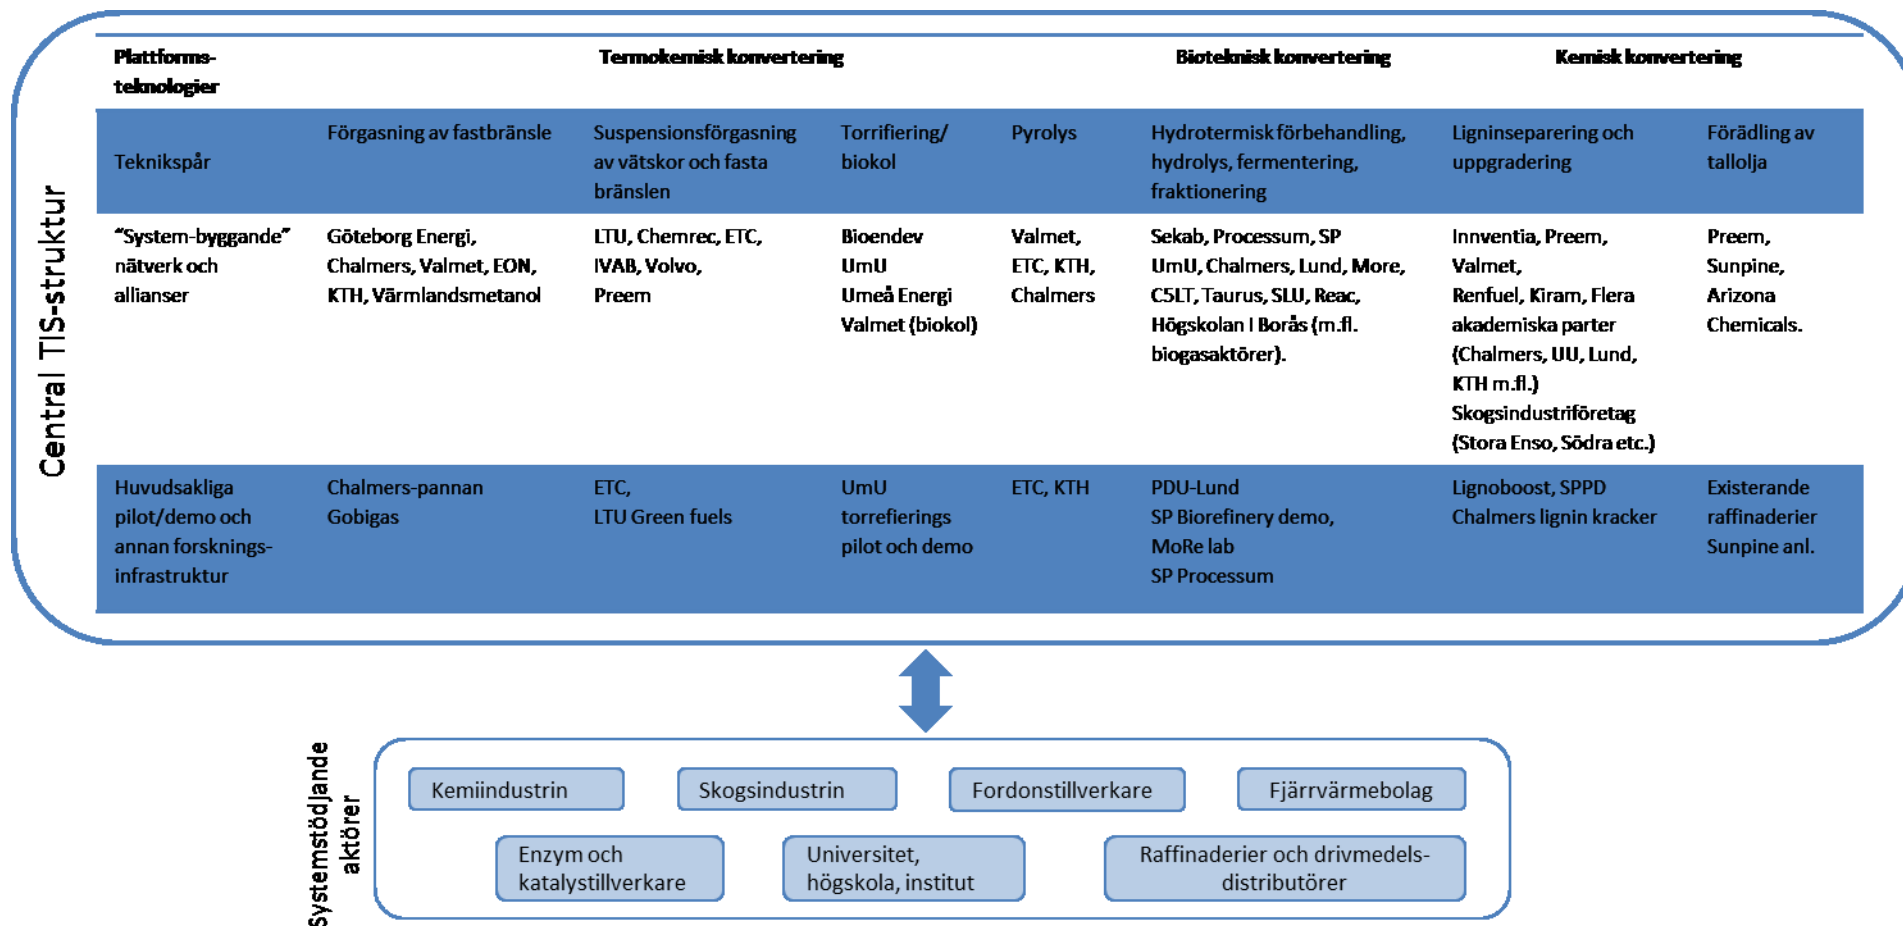 Central TIS-struktur
Plattforms-
teknologier
Termokemisk konvertering
Bioteknisk konvertering
Kemisk konvertering
Teknikspår
Förgasning av fastbränsle
Suspensionsförgasning
av vätskor och fasta
bränslen
Torrifiering/
biokol
Pyrolys
Hydrotermisk förbehandling,
hydrolys, fermentering,
fraktionering
Ligninseparering och
uppgradering
Förädling av
tallolja
“System-byggande”
nätverk och
allianser
Göteborg Energi,
Chalmers, Valmet, EON,
KTH, Värmlandsmetanol
LTU, Chemrec, ETC,
IVAB, Volvo,
Preem
Bioendev
UmU
Umeå Energi
Valmet (biokol)
Valmet,
ETC, KTH,
Chalmers
Sekab, Processum, SP
UmU, Chalmers, Lund, More,
C5LT, Taurus, SLU, Reac,
Högskolan I Borås (m.fl.
biogasaktörer).
Innventia, Preem,
Valmet,
Renfuel, Kiram, Flera
akademiska parter
(Chalmers, UU, Lund,
KTH m.fl.)
Skogsindustriföretag
(Stora Enso, Södra etc.)
Preem,
Sunpine,
Arizona
Chemicals.
Huvudsakliga
pilot/demo och
annan forsknings-
infrastruktur
Chalmers-pannan
Gobigas
ETC,
LTU Green fuels
UmU
torrefierings
pilot och demo
ETC, KTH
PDU-Lund
SP Biorefinery demo,
MoRe lab
SP Processum
Lignoboost, SPPD
Chalmers lignin kracker
Existerande
raffinaderier
Sunpine anl.
Systemstödjande
aktörer
Kemiindustrin
Skogsindustrin
Fordonstillverkare
Fjärrvärmebolag
Enzym och
katalystillverkare
Universitet,
högskola, institut
Raffinaderier och drivmedels-
distributörer